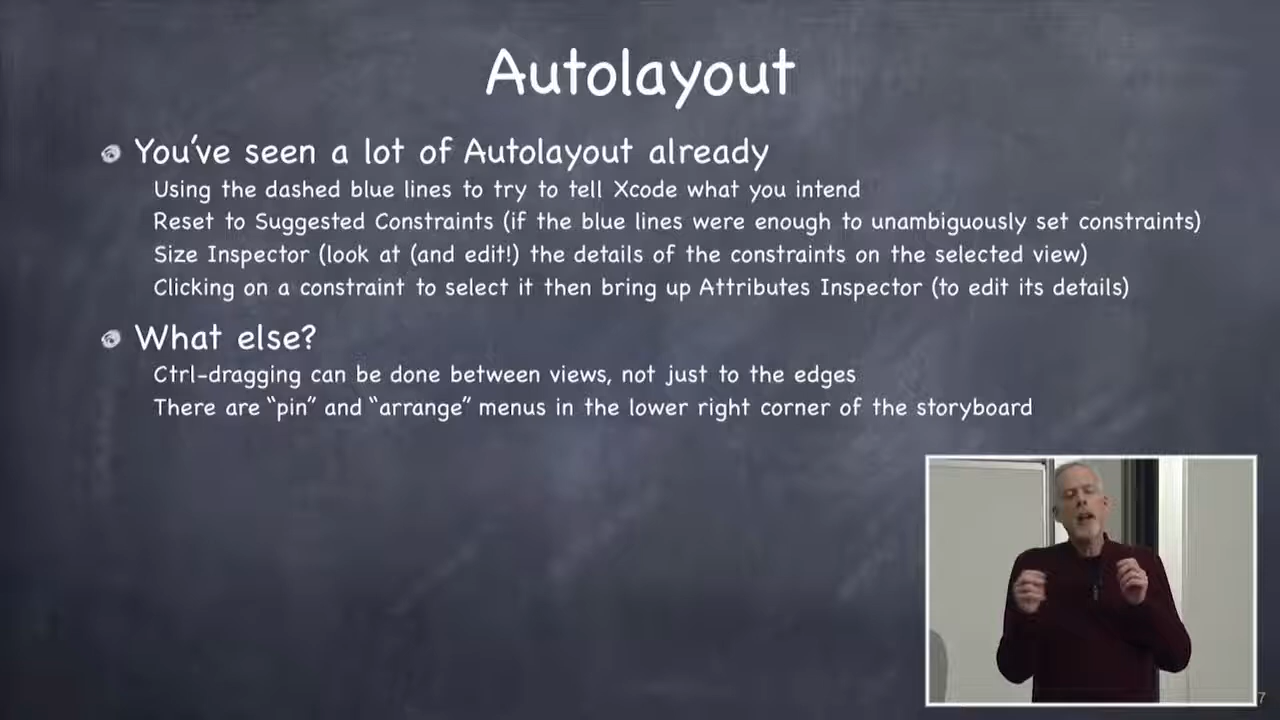 Autolayout
You've seen a lot of Autolayout already
Using the dashed blue lines to try to tell Xcode what you intend
Reset to Suggested Constraints (if the blue lines were enough to unambiguously set constraints)
Size Inspector (look at (and edit!) the details of the constraints on the selected view)
Clicking on a constraint to select it then bring up Attributes Inspector (to edit its details)
What else?
Ctrl-dragging can be done between views, not just to the edges
There are “pin” and “arrange” menus in the lower right corner of the storyboard
7